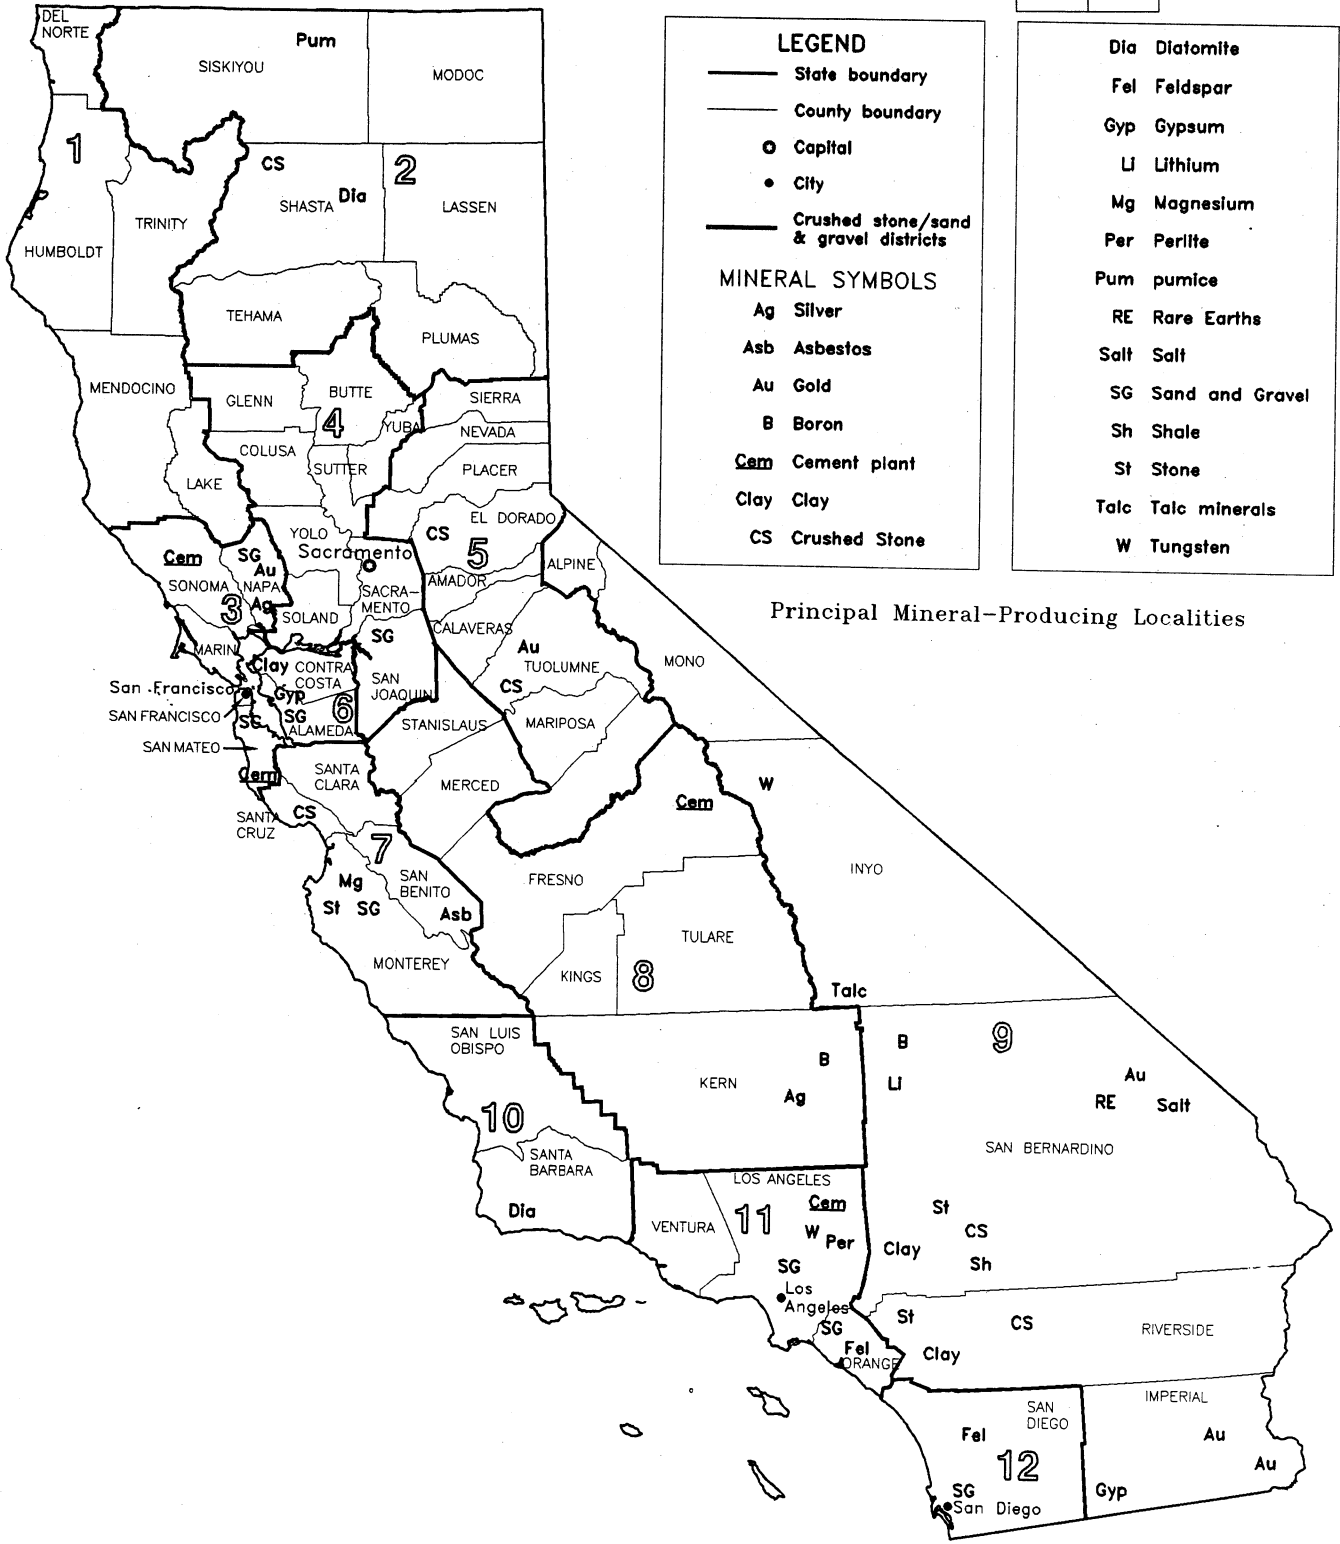 DEL
NORTE
SISKIYOU
Pum
MODOC
1
CS
2
SHASTA
Dia
LASSEN
TRINITY
HUMBOLDT
TEHAMA
PLUMAS
MENDOCINO
GLENN
BUTTE
SIERRA
4
YUBA
NEVADA
COLUSA
SUTTER
PLACER
LAKE
YOLO
CS
EL DORADO
5
Sacramento
Cem
SG
Au
ALPINE
SONOMA
NAPA
AMADOR
SACRA-
MENTO
3
Ag
SOLAND
CALAVERAS
SG
MARIN
Au
TUOLUMNE
MONO
Clay
CONTRA
COSTA
SAN
JOAQUIN
San Francisco
Gyp
CS
SAN FRANCISCO
SG
SG
6
ALAMEDA
STANISLAUS
MARIPOSA
SAN MATEO
Cem
SANTA
CLARA
MERCED
W
Cem
SANTA
CRUZ
CS
7
Mg
SAN
BENITO
FRESNO
INYO
St
SG
Asb
TULARE
MONTEREY
KINGS
8
Talc
SAN LUIS
OBISPO
B
B
9
KERN
Ag
Li
Au
RE
Salt
10
SAN BERNARDINO
SANTA
BARBARA
Dia
LOS ANGELES
Cem
VENTURA
11
W
Per
St
CS
Clay
Sh
SG
Los
Angeles
SG
St
CS
RIVERSIDE
Fel
ORANGE
Clay
IMPERIAL
SAN
DIEGO
Fel
Au
12
Au
SG
Gyp
San Diego
LEGEND
State boundary
County boundary
Capital
City
Crushed stone/sand
& gravel districts
MINERAL SYMBOLS
Ag Silver
Asb Asbestos
Au Gold
B Boron
Cem Cement plant
Clay Clay
CS Crushed Stone
Dia Diatomite
Fel Feldspar
Gyp Gypsum
Li Lithium
Mg Magnesium
Per Perlite
Pum pumice
RE Rare Earths
Salt Salt
SG Sand and Gravel
Sh Shale
St Stone
Talc Talc minerals
W Tungsten
Principal Mineral-Producing Localities